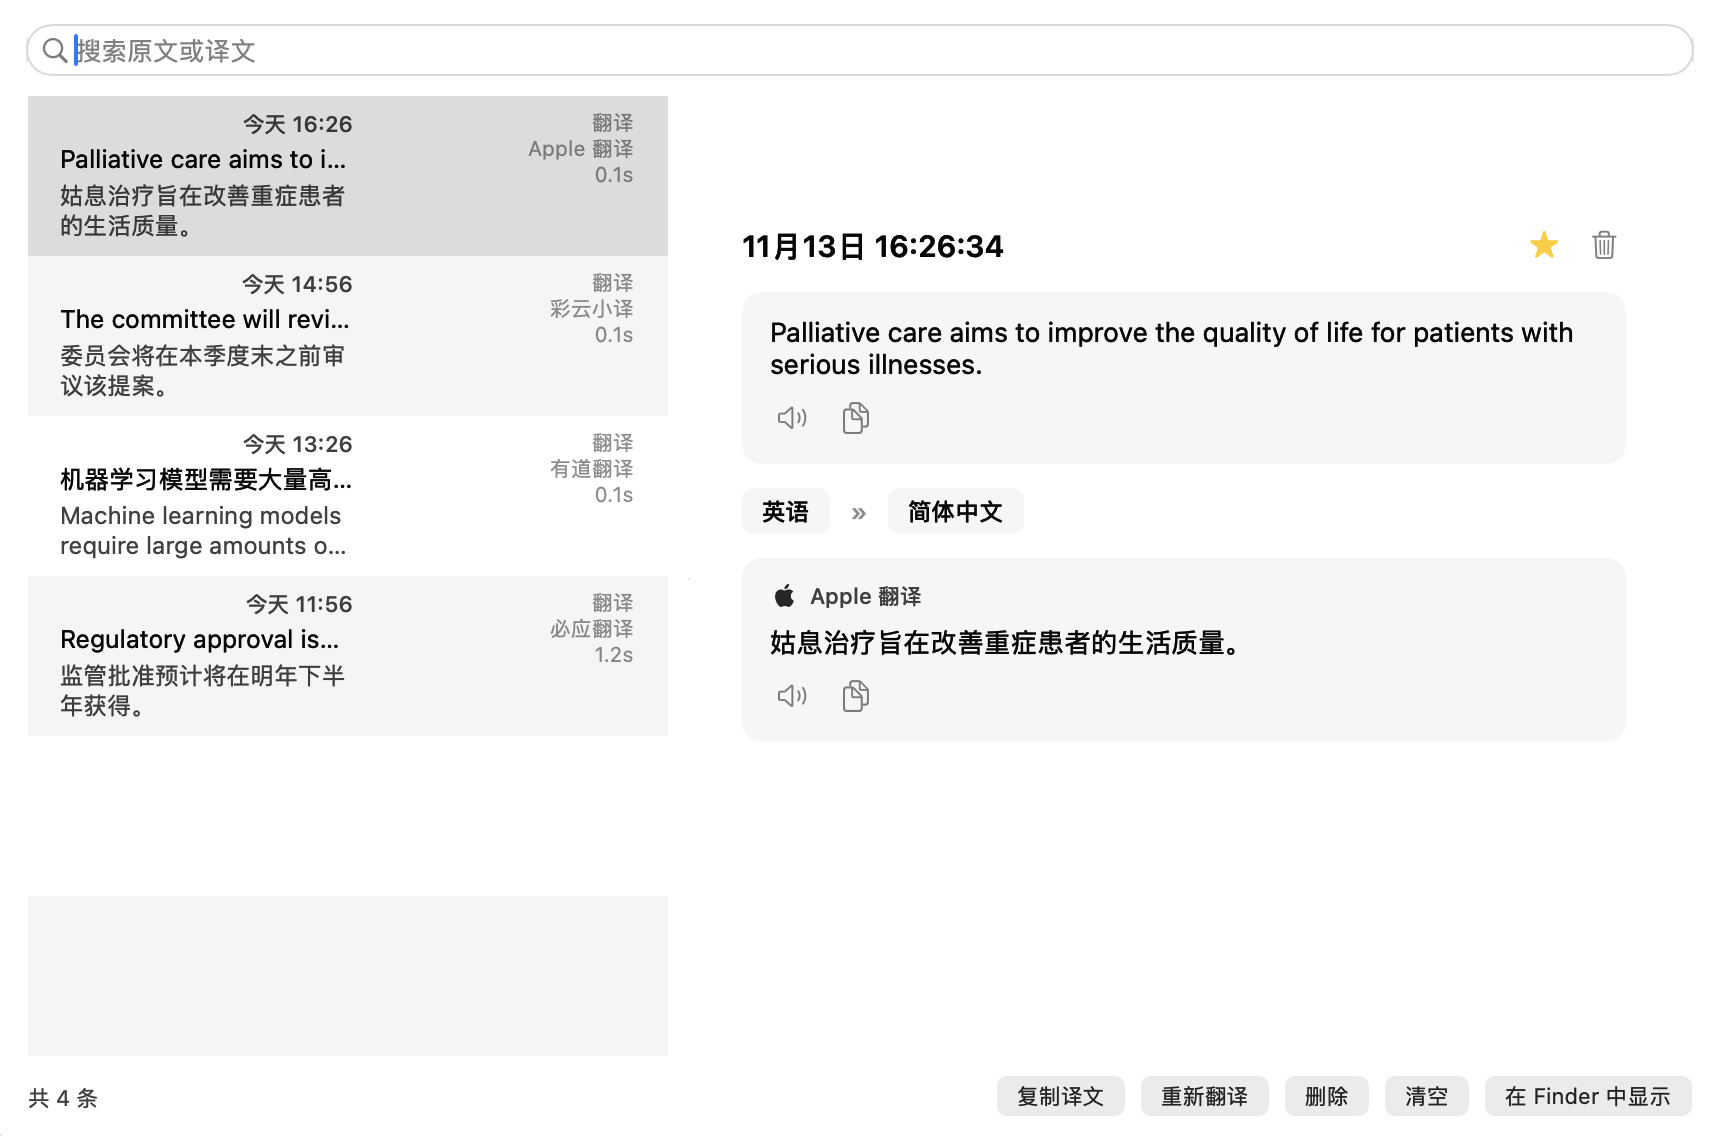 搜索原文或译文
今天 16:26
翻译
Apple 翻译
0.1s
Palliative care aims to i...
姑息治疗旨在改善重症患者
的生活质量。
今天 14:56
翻译
彩云小译
0.1s
The committee will revi...
委员会将在本季度末之前审
议该提案。
今天 13:26
翻译
有道翻译
0.1s
机器学习模型需要大量高...
Machine learning models
require large amounts o...
今天 11:56
翻译
必应翻译
1.2s
Regulatory approval is...
监管批准预计将在明年下半
年获得。
共 4 条
11月13日 16:26:34
Palliative care aims to improve the quality of life for patients with
serious illnesses.
英语 » 简体中文
Apple 翻译
姑息治疗旨在改善重症患者的生活质量。
复制译文 重新翻译 删除 清空 在 Finder 中显示